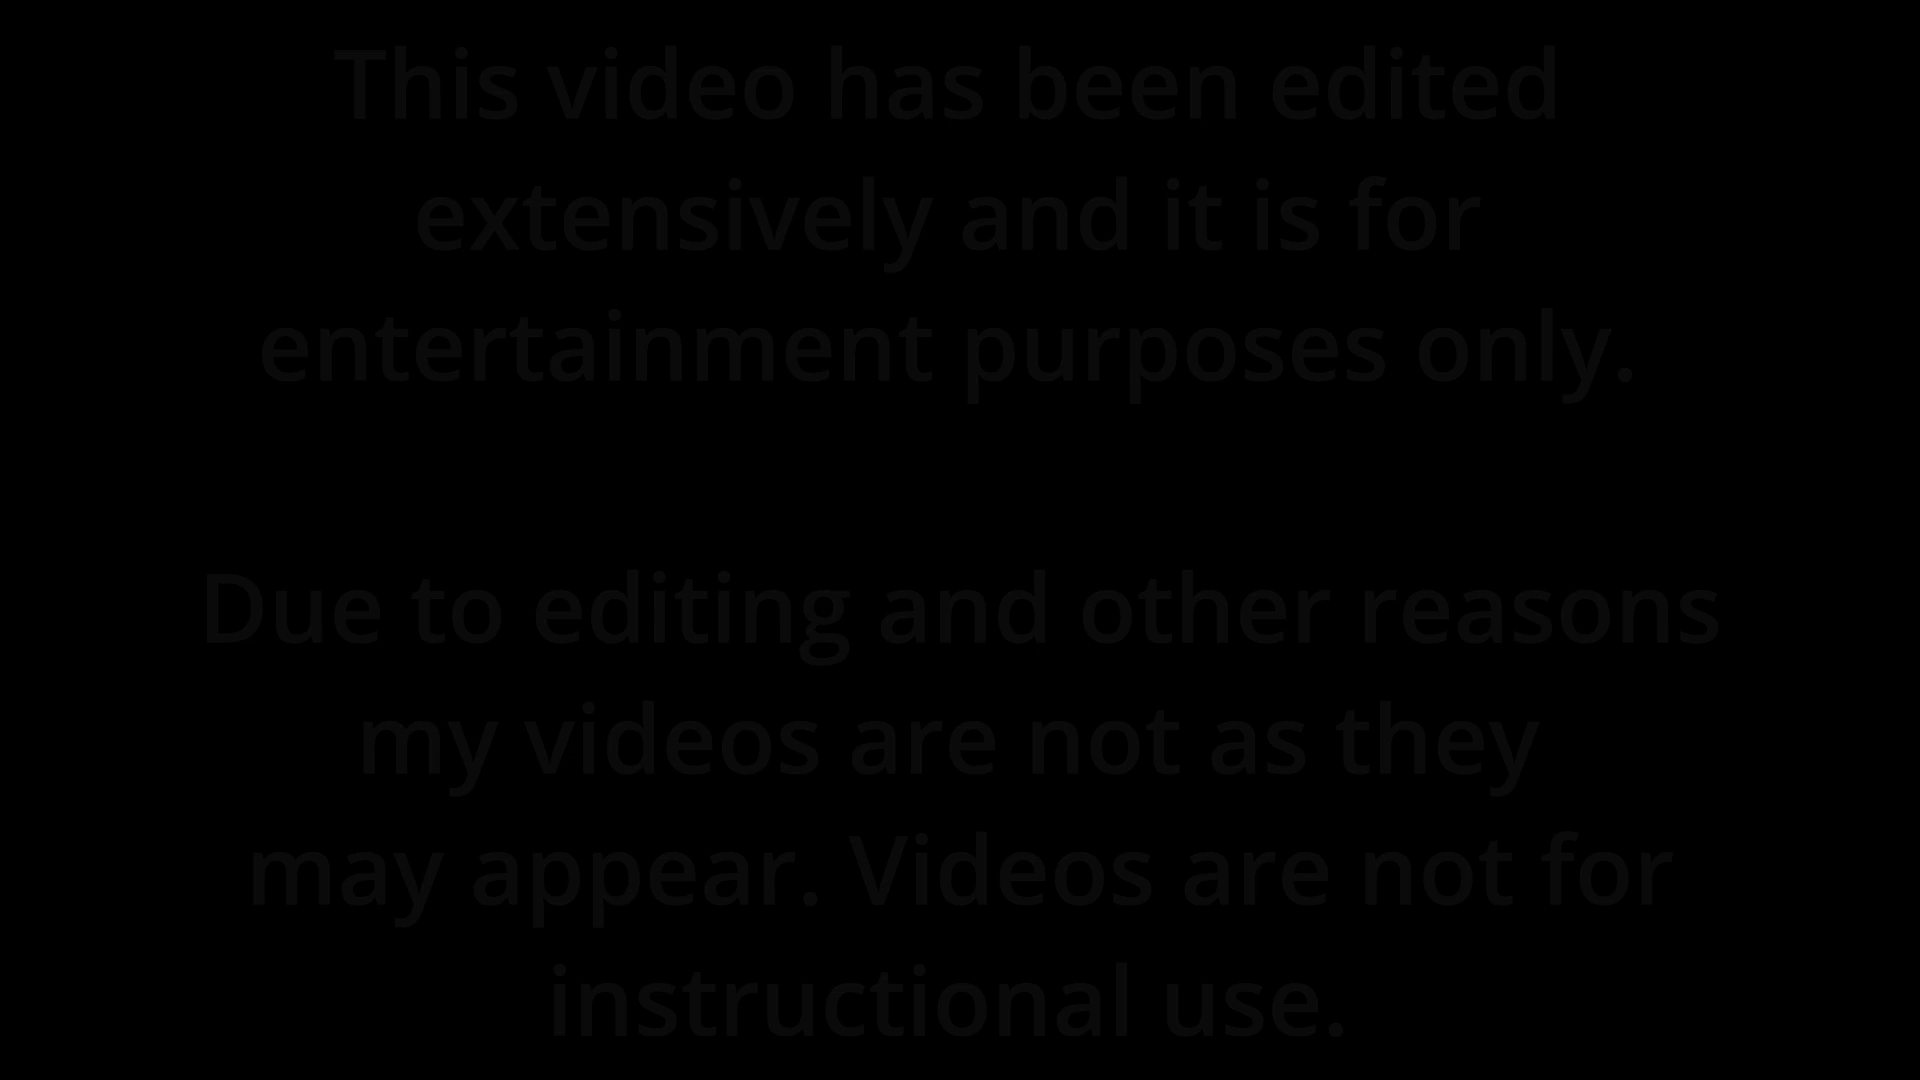 This video has been edited
extensively and it is for
entertainment purposes only.
Due to editing and other reasons
my videos are not as they
may appear. Videos are not for
instructional use.